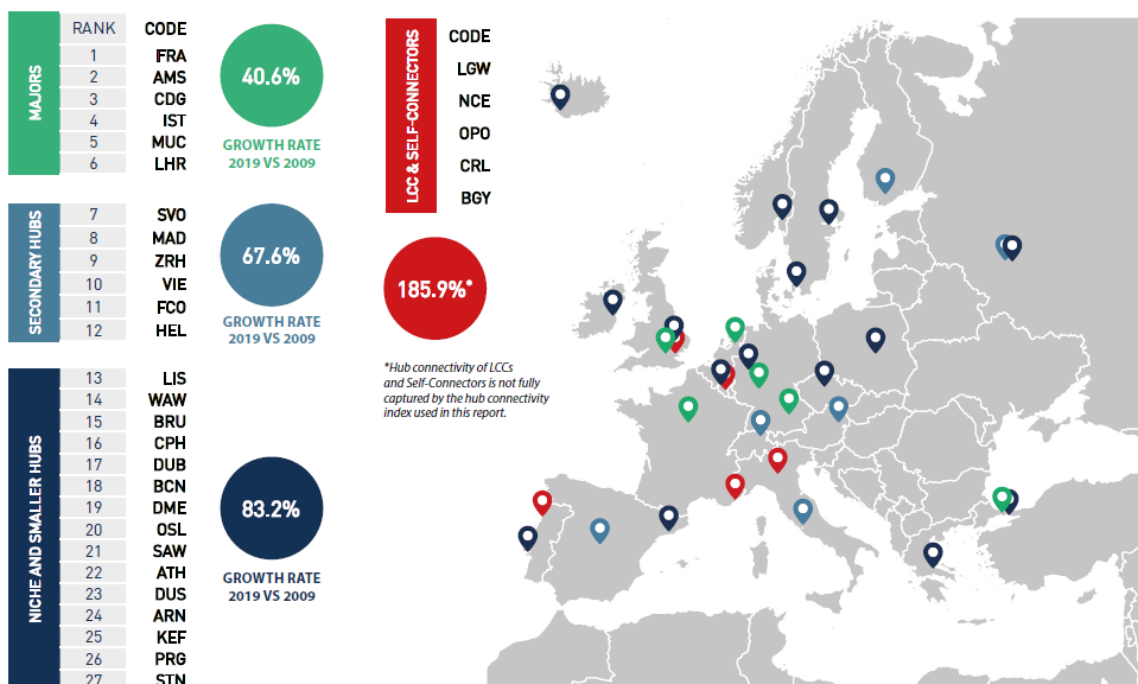 MAJORS
RANK CODE
1 FRA
2 AMS
3 CDG
4 IST
5 MUC
6 LHR
40.6%
GROWTH RATE
2019 VS 2009
SECONDARY HUBS
7 SVO
8 MAD
9 ZRH
10 VIE
11 FCO
12 HEL
67.6%
GROWTH RATE
2019 VS 2009
NICHE AND SMALLER HUBS
13 LIS
14 WAW
15 BRU
16 CPH
17 DUB
18 BCN
19 DME
20 OSL
21 SAW
22 ATH
23 DUS
24 ARN
25 KEF
26 PRG
27 STN
83.2%
GROWTH RATE
2019 VS 2009
LCC & SELF-CONNECTORS
CODE
LGW
NCE
OPO
CRL
BGY
185.9%*
*Hub connectivity of LCCs
and Self-Connectors is not fully
captured by the hub connectivity
index used in this report.